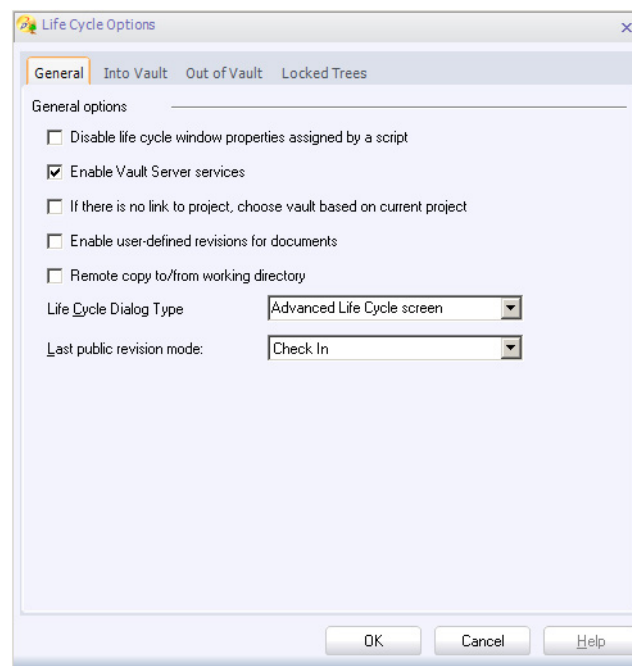 Life Cycle Options
General Into Vault Out of Vault Locked Trees
General options
Disable life cycle window properties assigned by a script
Enable Vault Server services
If there is no link to project, choose vault based on current project
Enable user-defined revisions for documents
Remote copy to/from working directory
Life Cycle Dialog Type Advanced Life Cycle screen
Last public revision mode: Check In
OK Cancel Help